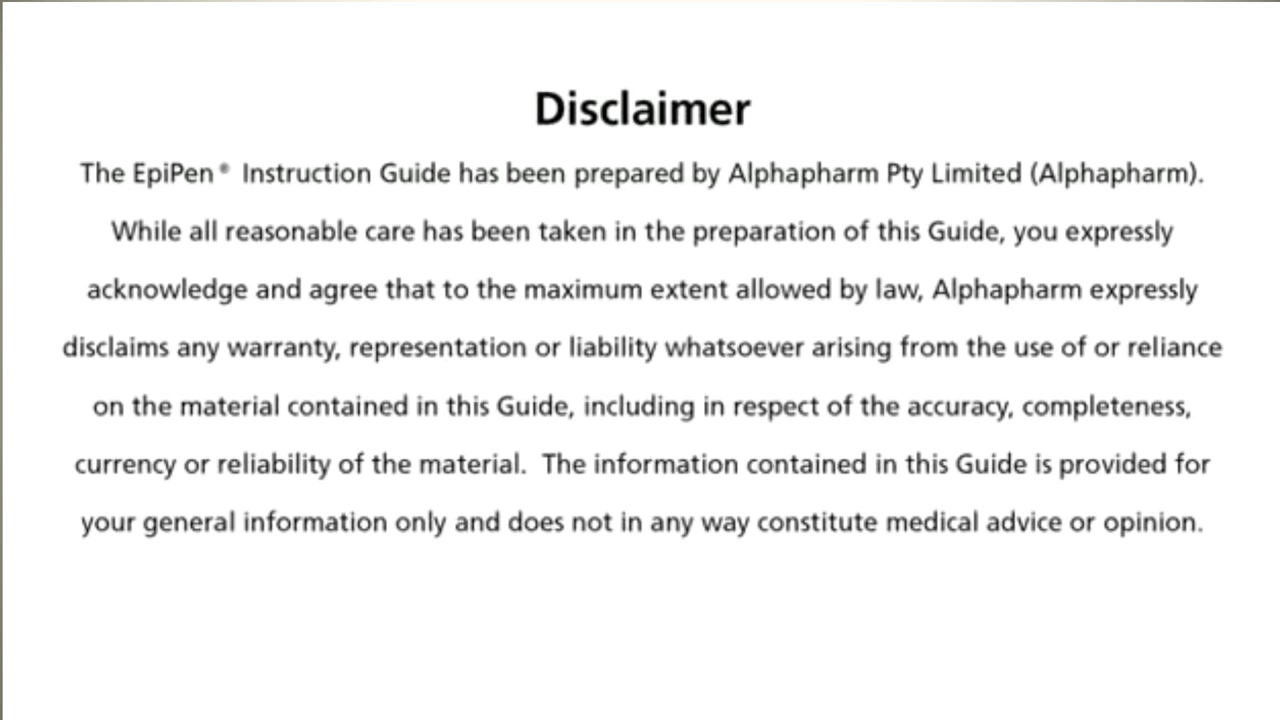 Disclaimer
The EpiPen® Instruction Guide has been prepared by Alphapharm Pty Limited (Alphapharm).
While all reasonable care has been taken in the preparation of this Guide, you expressly
acknowledge and agree that to the maximum extent allowed by law, Alphapharm expressly
disclaims any warranty, representation or liability whatsoever arising from the use of or reliance
on the material contained in this Guide, including in respect of the accuracy, completeness,
currency or reliability of the material.  The information contained in this Guide is provided for
your general information only and does not in any way constitute medical advice or opinion.